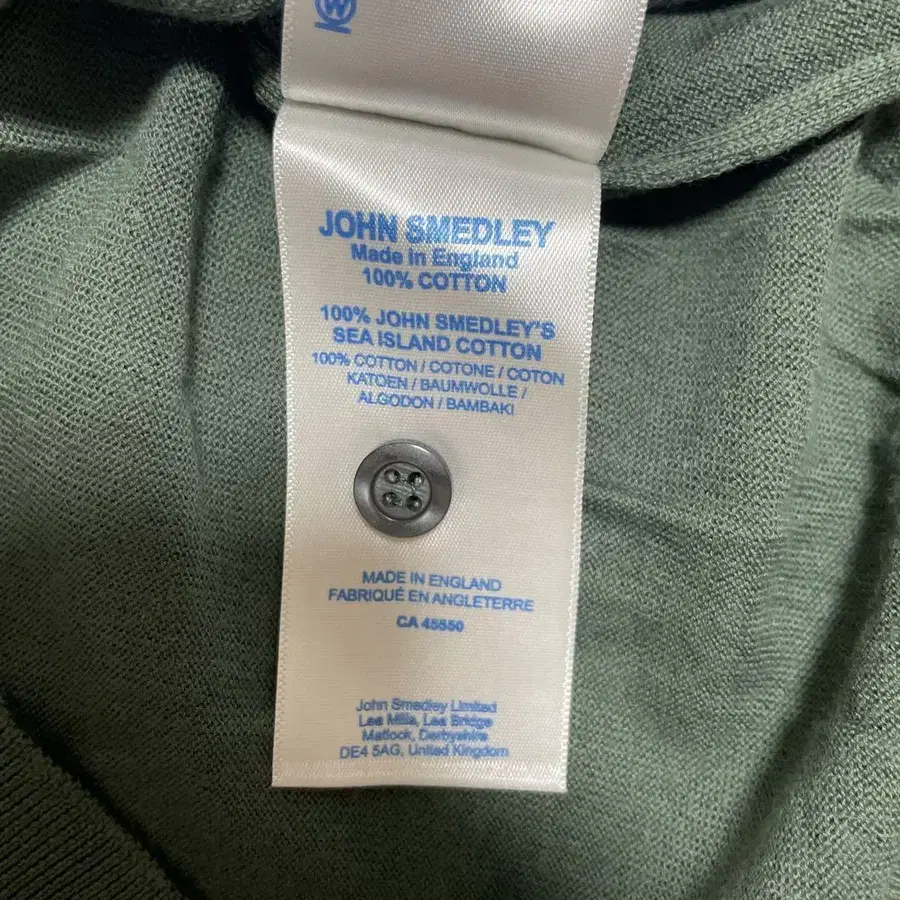 JOHN SMEDLEY
Made in England
100% COTTON
100% JOHN SMEDLEY'S
SEA ISLAND COTTON
100% COTTON / COTONE / COTON
KATOEN / BAUMWOLLE /
ALGODON / BAMBAKI
MADE IN ENGLAND
FABRIQUÉ EN ANGLETERRE
CA 45550
John Smedley Limited
Lea Mills, Lea Bridge
Matlock, Derbyshire
DE4 5AG, United Kingdom